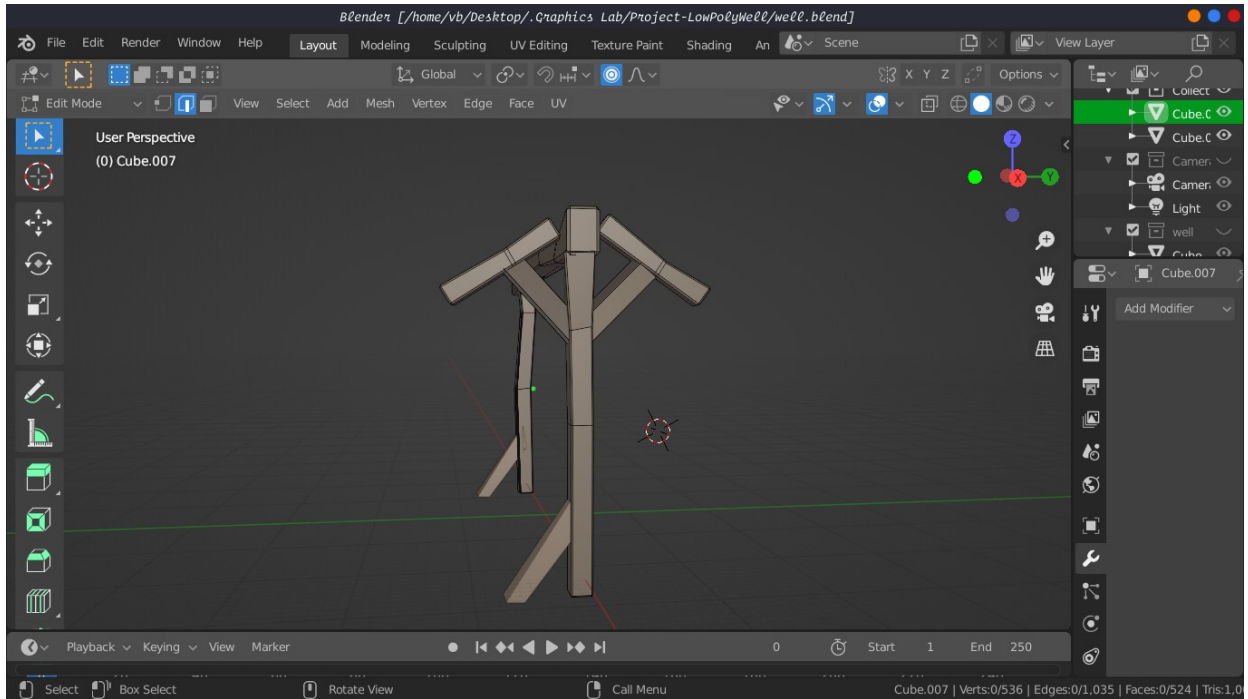 Blender [/home/vb/Desktop/.Graphics Lab/Project-LowPolyWell/well.blend]
File Edit Render Window Help Layout Modeling Sculpting UV Editing Texture Paint Shading An Scene View Layer
Global X Y Z Options
Edit Mode View Select Add Mesh Vertex Edge Face UV
Collect
Cube.C
Cube.C
Camer
Camer
Light
well
Cube
User Perspective
(0) Cube.007
Z
X
Y
Cube.007
Add Modifier
Playback Keying View Marker 0 Start 1 End 250
Select Box Select Rotate View Call Menu Cube.007 | Verts:0/536 | Edges:0/1,035 | Faces:0/524 | Tris:1,0